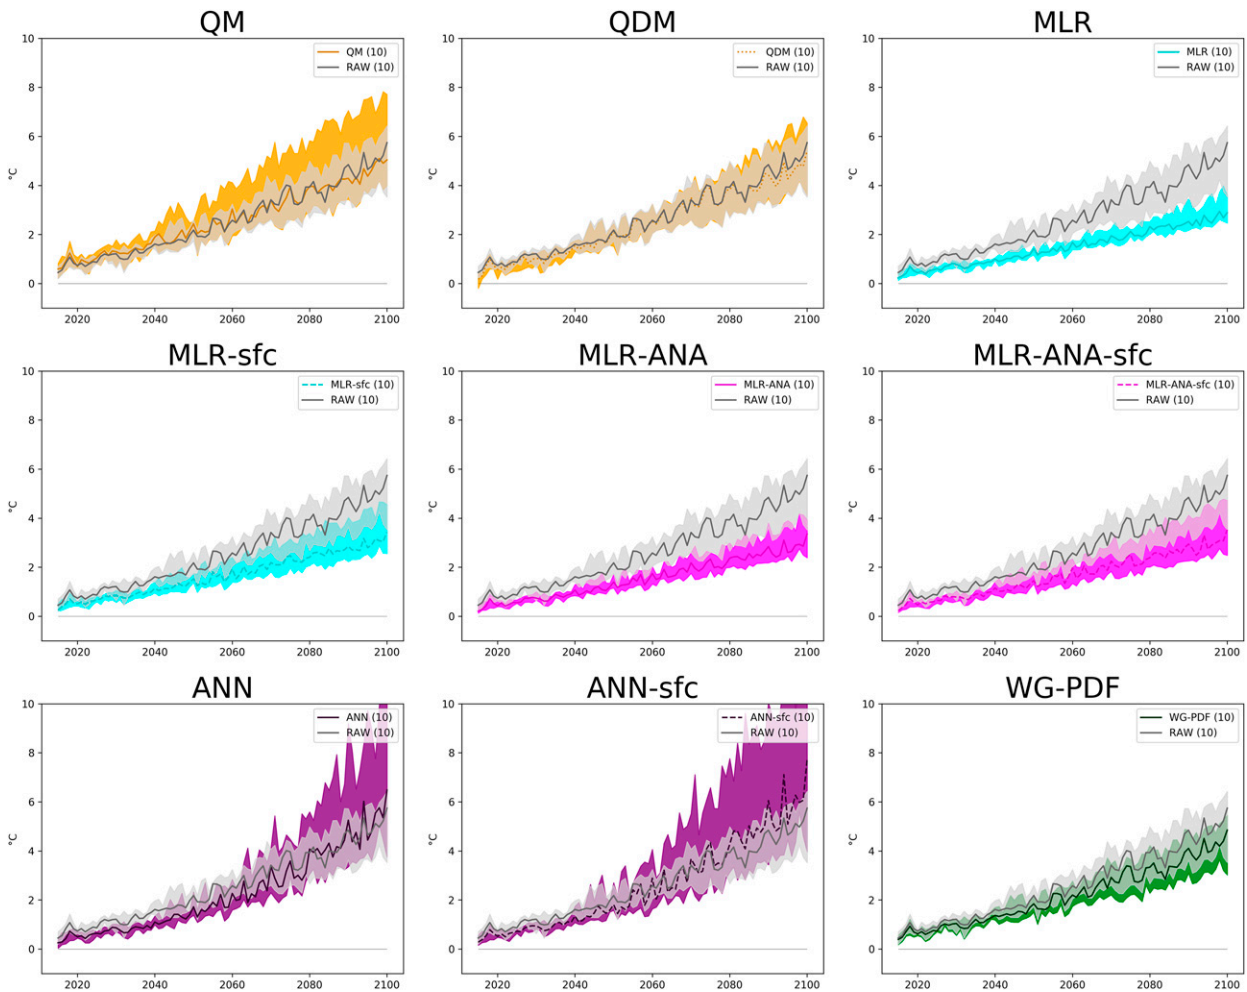 QM
QDM
MLR
QM (10)
RAW (10)
QDM (10)
RAW (10)
MLR (10)
RAW (10)
10
8
6
4
2
0
°C
2020 2040 2060 2080 2100
10
8
6
4
2
0
°C
2020 2040 2060 2080 2100
10
8
6
4
2
0
°C
2020 2040 2060 2080 2100
MLR-sfc
MLR-ANA
MLR-ANA-sfc
MLR-sfc (10)
RAW (10)
MLR-ANA (10)
RAW (10)
MLR-ANA-sfc (10)
RAW (10)
10
8
6
4
2
0
°C
2020 2040 2060 2080 2100
10
8
6
4
2
0
°C
2020 2040 2060 2080 2100
10
8
6
4
2
0
°C
2020 2040 2060 2080 2100
ANN
ANN-sfc
WG-PDF
ANN (10)
RAW (10)
ANN-sfc (10)
RAW (10)
WG-PDF (10)
RAW (10)
10
8
6
4
2
0
°C
2020 2040 2060 2080 2100
10
8
6
4
2
0
°C
2020 2040 2060 2080 2100
10
8
6
4
2
0
°C
2020 2040 2060 2080 2100